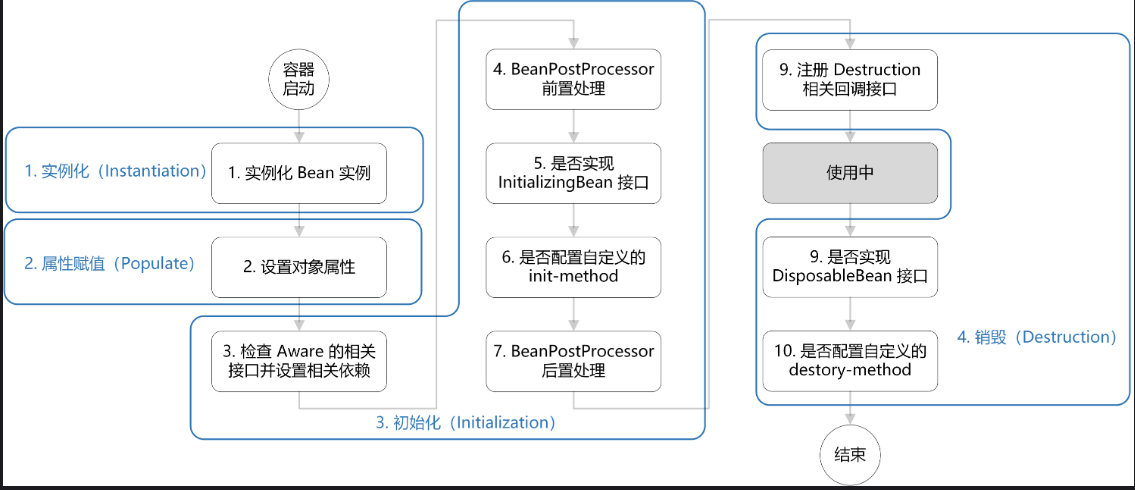 容器
启动
1. 实例化（Instantiation）
1. 实例化 Bean 实例
2. 属性赋值（Populate）
2. 设置对象属性
3. 检查 Aware 的相关
接口并设置相关依赖
3. 初始化（Initialization）
4. BeanPostProcessor
前置处理
5. 是否实现
InitializingBean 接口
6. 是否配置自定义的
init-method
7. BeanPostProcessor
后置处理
9. 注册 Destruction
相关回调接口
使用中
9. 是否实现
DisposableBean 接口
4. 销毁（Destruction）
10. 是否配置自定义的
destory-method
结束